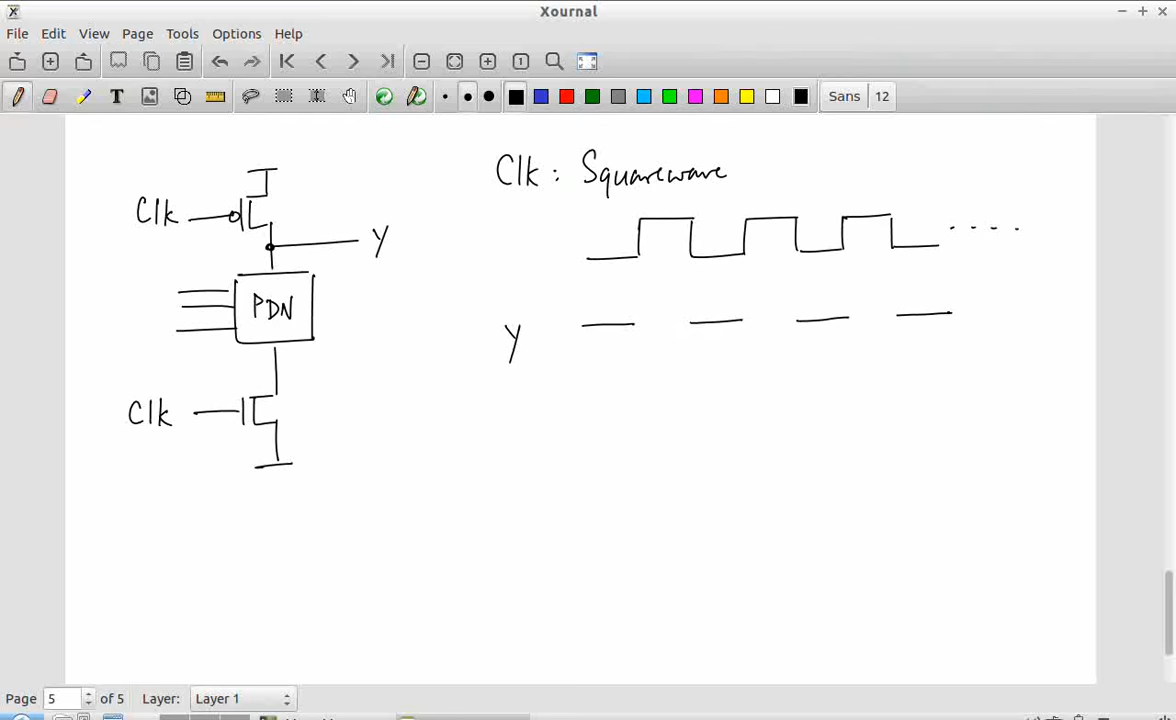 Xournal
File Edit View Page Tools Options Help
Sans 12
Clk : Squarewave
Clk
Y
PDN
Y
Clk
Page 5 of 5 Layer: Layer 1